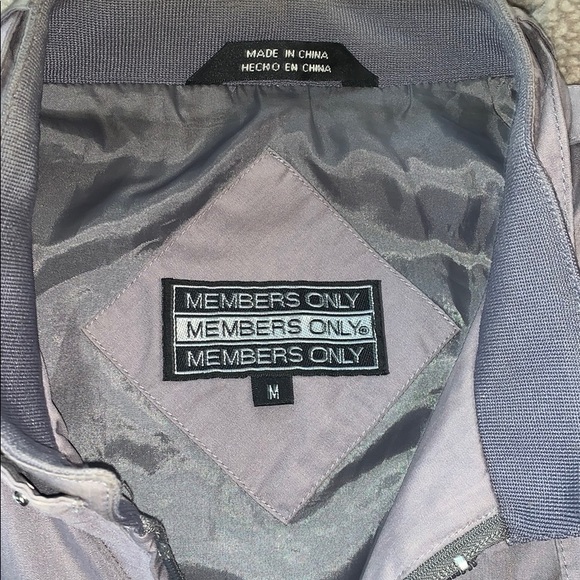 MADE IN CHINA
HECHO EN CHINA
MEMBERS ONLY
MEMBERS ONLY®
MEMBERS ONLY
M